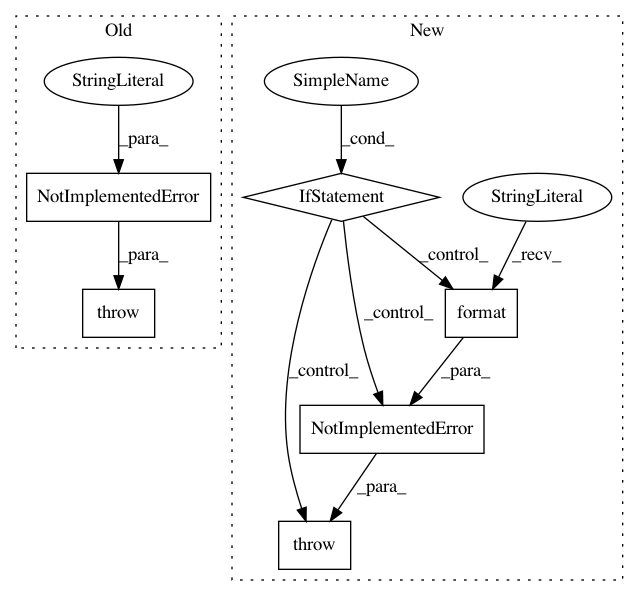 Old
New
StringLiteral
SimpleName
_para_
_cond_
NotImplementedError
IfStatement
StringLiteral
_para_
_control_
_recv_
throw
_control_
format
_control_
_para_
NotImplementedError
_para_
throw